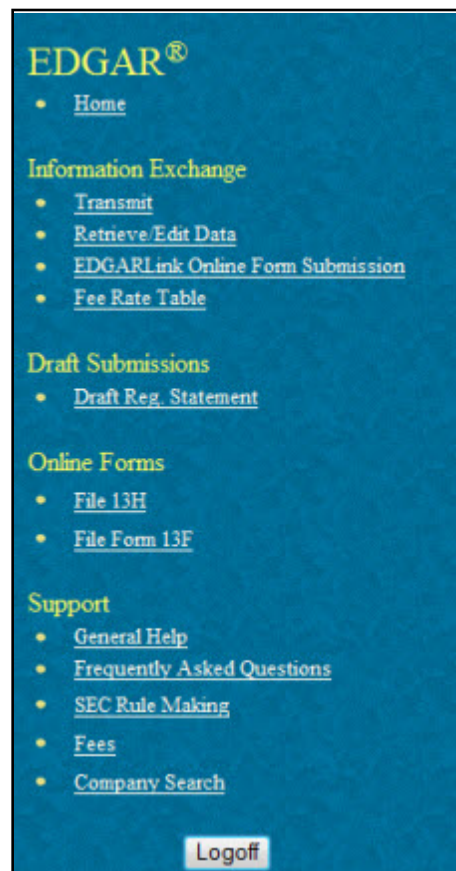 EDGAR®
• Home
Information Exchange
• Transmit
• Retrieve/Edit Data
• EDGARLink Online Form Submission
• Fee Rate Table
Draft Submissions
• Draft Reg. Statement
Online Forms
• File 13H
• File Form 13F
Support
• General Help
• Frequently Asked Questions
• SEC Rule Making
• Fees
• Company Search
Logoff